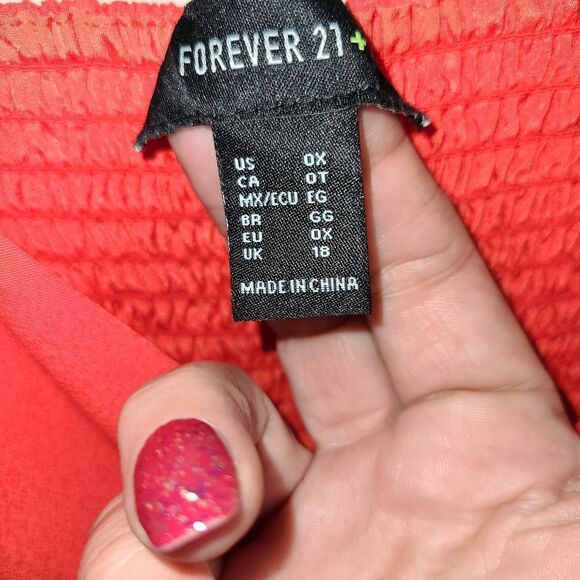 FOREVER 21+
US 0X
CA 0T
MX/ECU EG
BR GG
EU 0X
UK 18
MADE IN CHINA